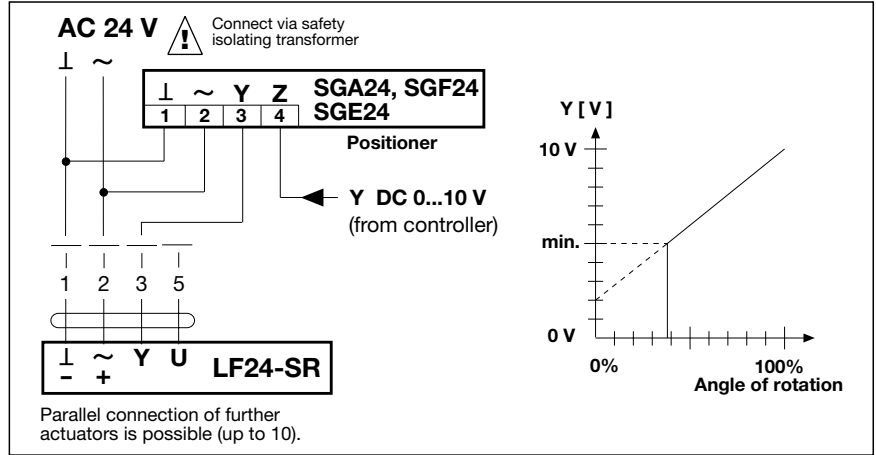 AC 24 V
Connect via safety
isolating transformer
⊥ ~
⊥ ~ Y Z
1 2 3 4
SGA24, SGF24
SGE24
Positioner
Y DC 0...10 V
(from controller)
1 2 3 5
⊥ ~ Y U
– +
LF24-SR
Parallel connection of further
actuators is possible (up to 10).
Y [ V ]
10 V
min.
0 V
0% 100%
Angle of rotation